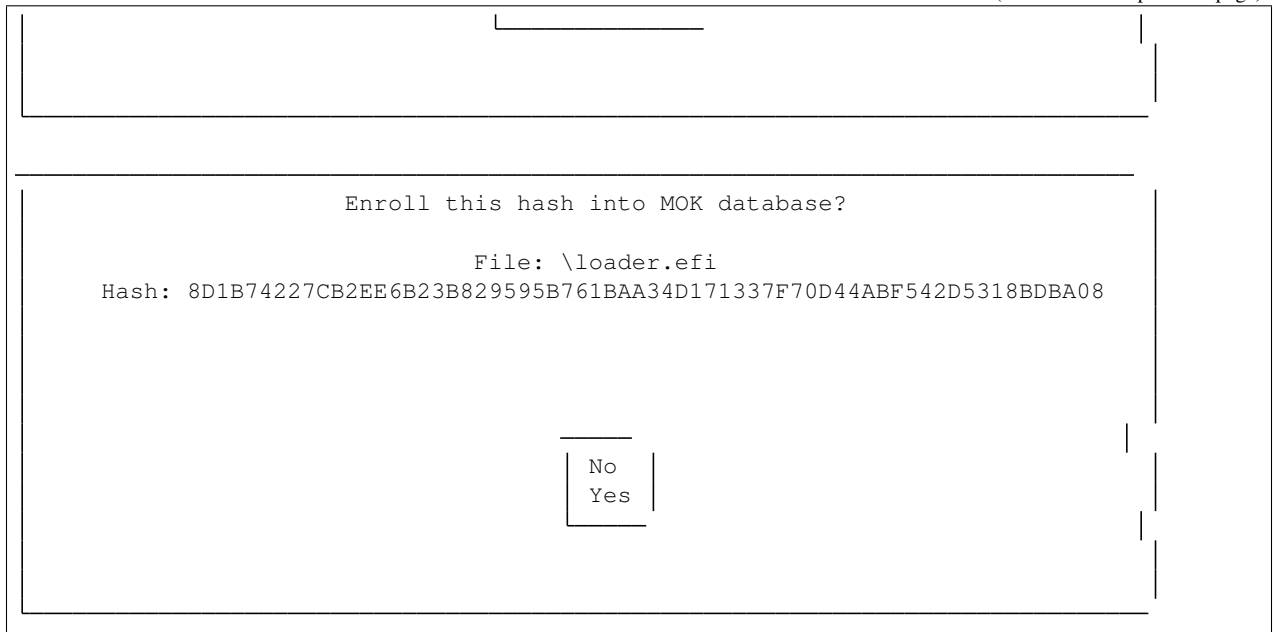 Enroll this hash into MOK database?
File: \loader.efi
Hash: 8D1B74227CB2EE6B23B829595B761BAA34D171337F70D44ABF542D5318BDBA08
No
Yes